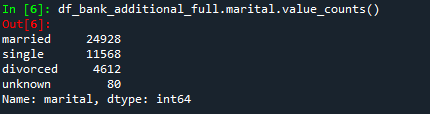 In [6]: df_bank_additional_full.marital.value_counts()
Out[6]:
married     24928
single      11568
divorced     4612
unknown        80
Name: marital, dtype: int64